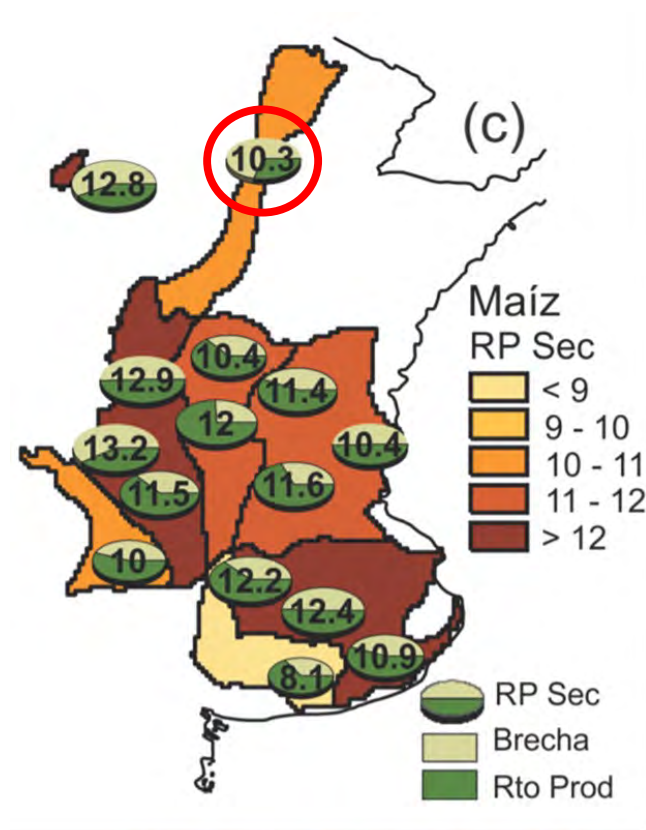 (c)
10.3
12.8
Maíz
RP Sec
< 9
9 - 10
10 - 11
11 - 12
> 12
10.4
12.9
11.4
12
13.2
10.4
11.5
11.6
10
12.2
12.4
10.9
8.1
RP Sec
Brecha
Rto Prod